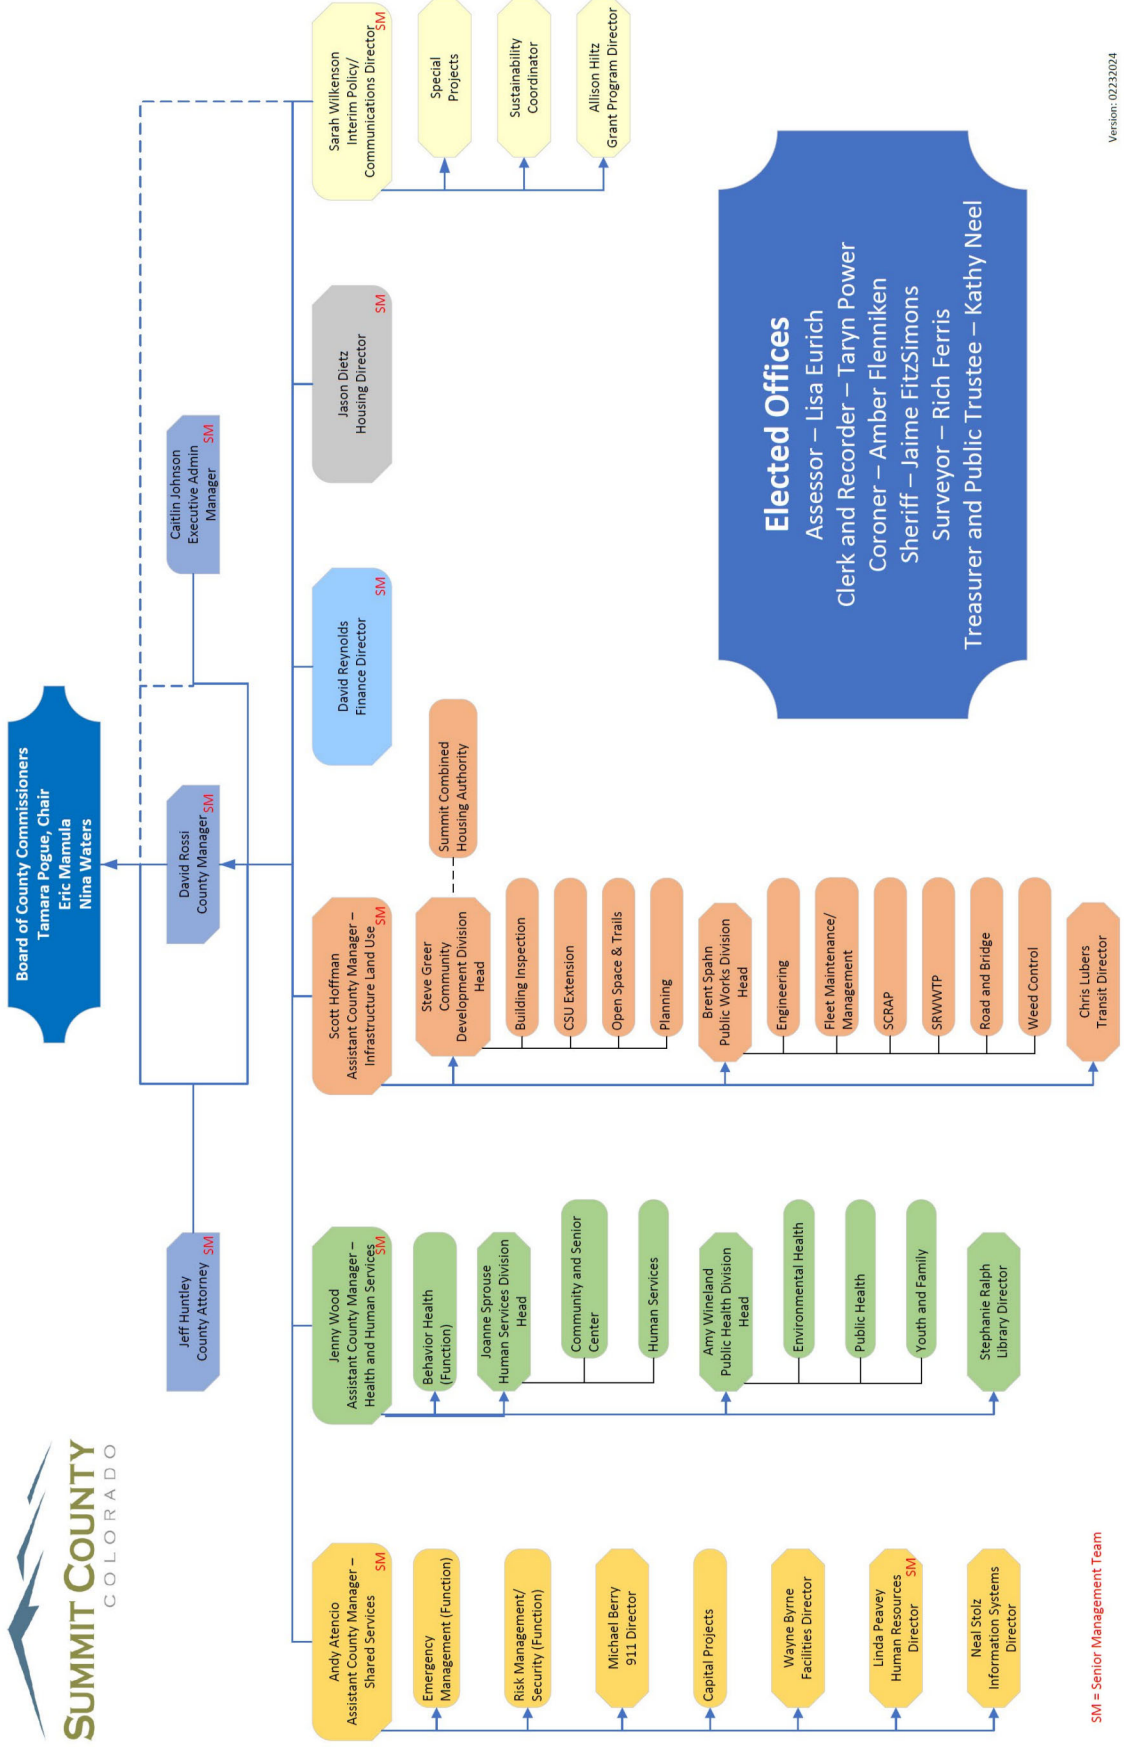 SUMMIT COUNTY
COLORADO
Board of County Commissioners
Tamara Pogue, Chair
Eric Mamula
Nina Waters
Jeff Huntley
County Attorney
SM
David Rossi
County Manager
SM
Caitlin Johnson
Executive Admin
Manager
SM
Andy Atencio
Assistant County Manager –
Shared Services
SM
Emergency
Management (Function)
Risk Management/
Security (Function)
Michael Berry
911 Director
Capital Projects
Wayne Byrne
Facilities Director
Linda Peavey
Human Resources
Director
SM
Neal Stolz
Information Systems
Director
Jenny Wood
Assistant County Manager –
Health and Human Services
SM
Behavior Health
(Function)
Joanne Sprouse
Human Services Division
Head
Community and Senior
Center
Human Services
Amy Wineland
Public Health Division
Head
Environmental Health
Public Health
Youth and Family
Stephanie Ralph
Library Director
Scott Hoffman
Assistant County Manager –
Infrastructure Land Use
SM
Steve Greer
Community
Development Division
Head
Summit Combined
Housing Authority
Building Inspection
CSU Extension
Open Space & Trails
Planning
Brent Spahn
Public Works Division
Head
Engineering
Fleet Maintenance/
Management
SCRAP
SRWWTP
Road and Bridge
Weed Control
Chris Lubers
Transit Director
David Reynolds
Finance Director
SM
Jason Dietz
Housing Director
SM
Sarah Wilkenson
Interim Policy/
Communications Director
SM
Special
Projects
Sustainability
Coordinator
Allison Hiltz
Grant Program Director
Elected Offices
Assessor – Lisa Eurich
Clerk and Recorder – Taryn Power
Coroner – Amber Flenniken
Sheriff – Jaime FitzSimons
Surveyor – Rich Ferris
Treasurer and Public Trustee – Kathy Neel
SM = Senior Management Team
Version: 02232024